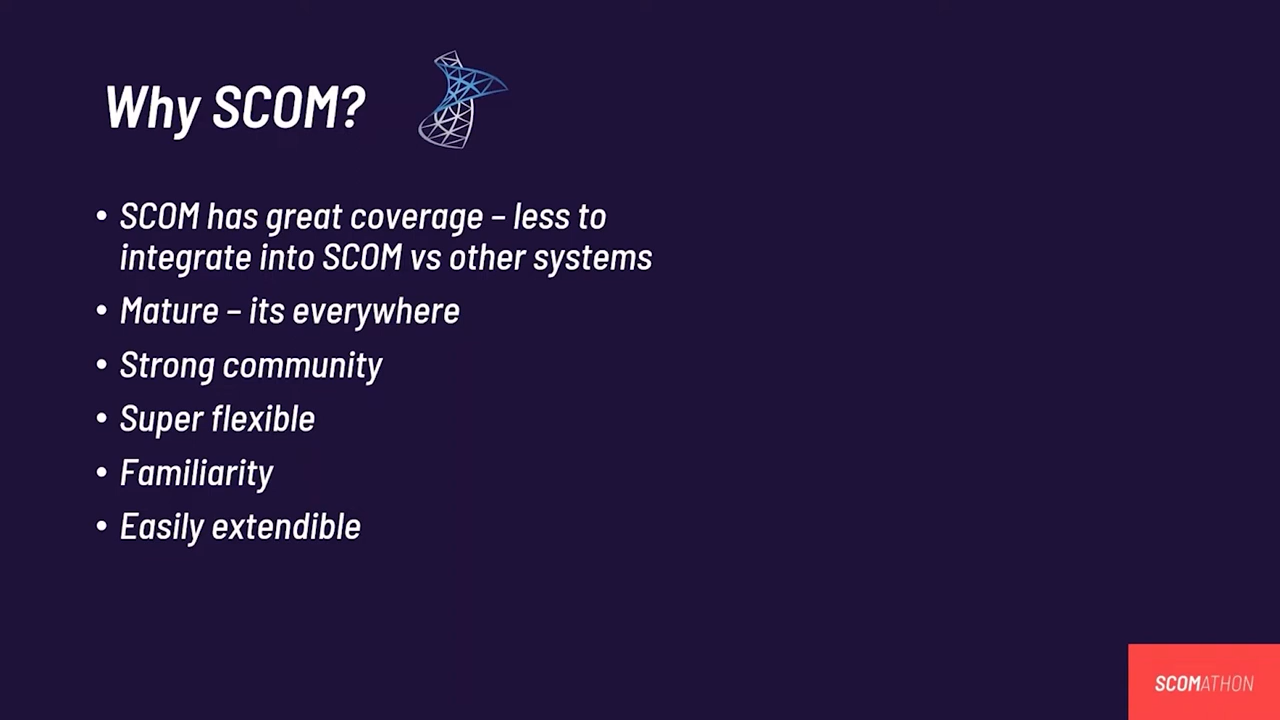 Why SCOM?
• SCOM has great coverage – less to
integrate into SCOM vs other systems
• Mature – its everywhere
• Strong community
• Super flexible
• Familiarity
• Easily extendible
SCOMATHON